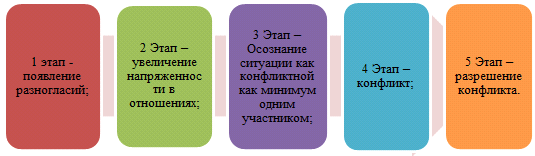 1 этап -
появление
разногласий;
2 Этап –
увеличение
напряженнос
ти в
отношениях;
3 Этап –
Осознание
ситуации как
конфликтной
как минимум
одним
участником;
4 Этап –
конфликт;
5 Этап –
разрешение
конфликта.